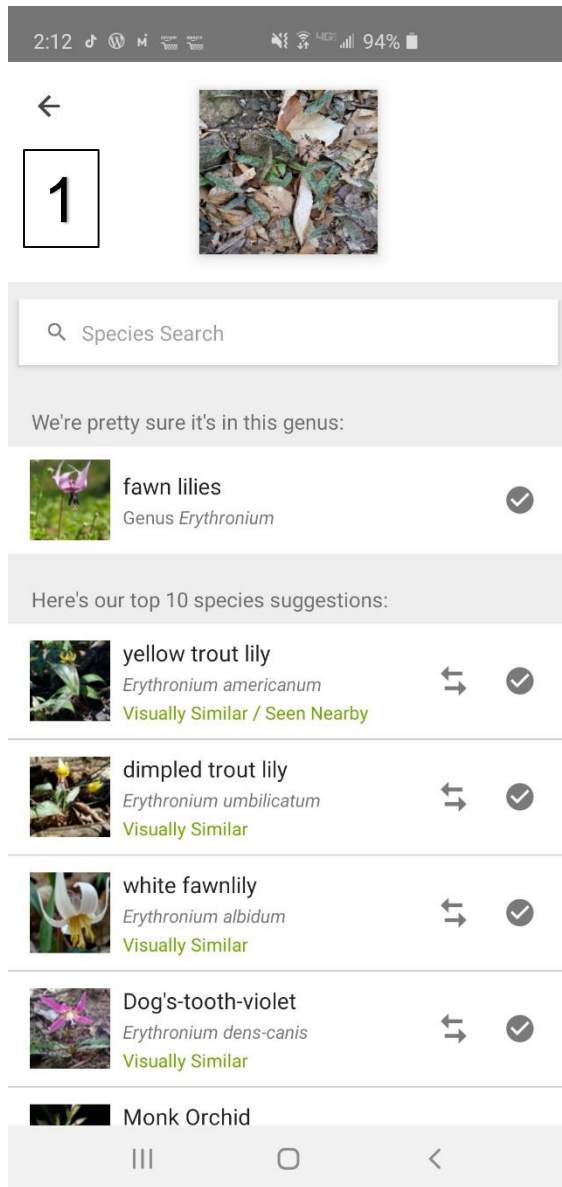 2:12
4GE
94%
1
Species Search
We're pretty sure it's in this genus:
fawn lilies
Genus Erythronium
Here's our top 10 species suggestions:
yellow trout lily
Erythronium americanum
Visually Similar / Seen Nearby
dimpled trout lily
Erythronium umbilicatum
Visually Similar
white fawnlily
Erythronium albidum
Visually Similar
Dog's-tooth-violet
Erythronium dens-canis
Visually Similar
Monk Orchid